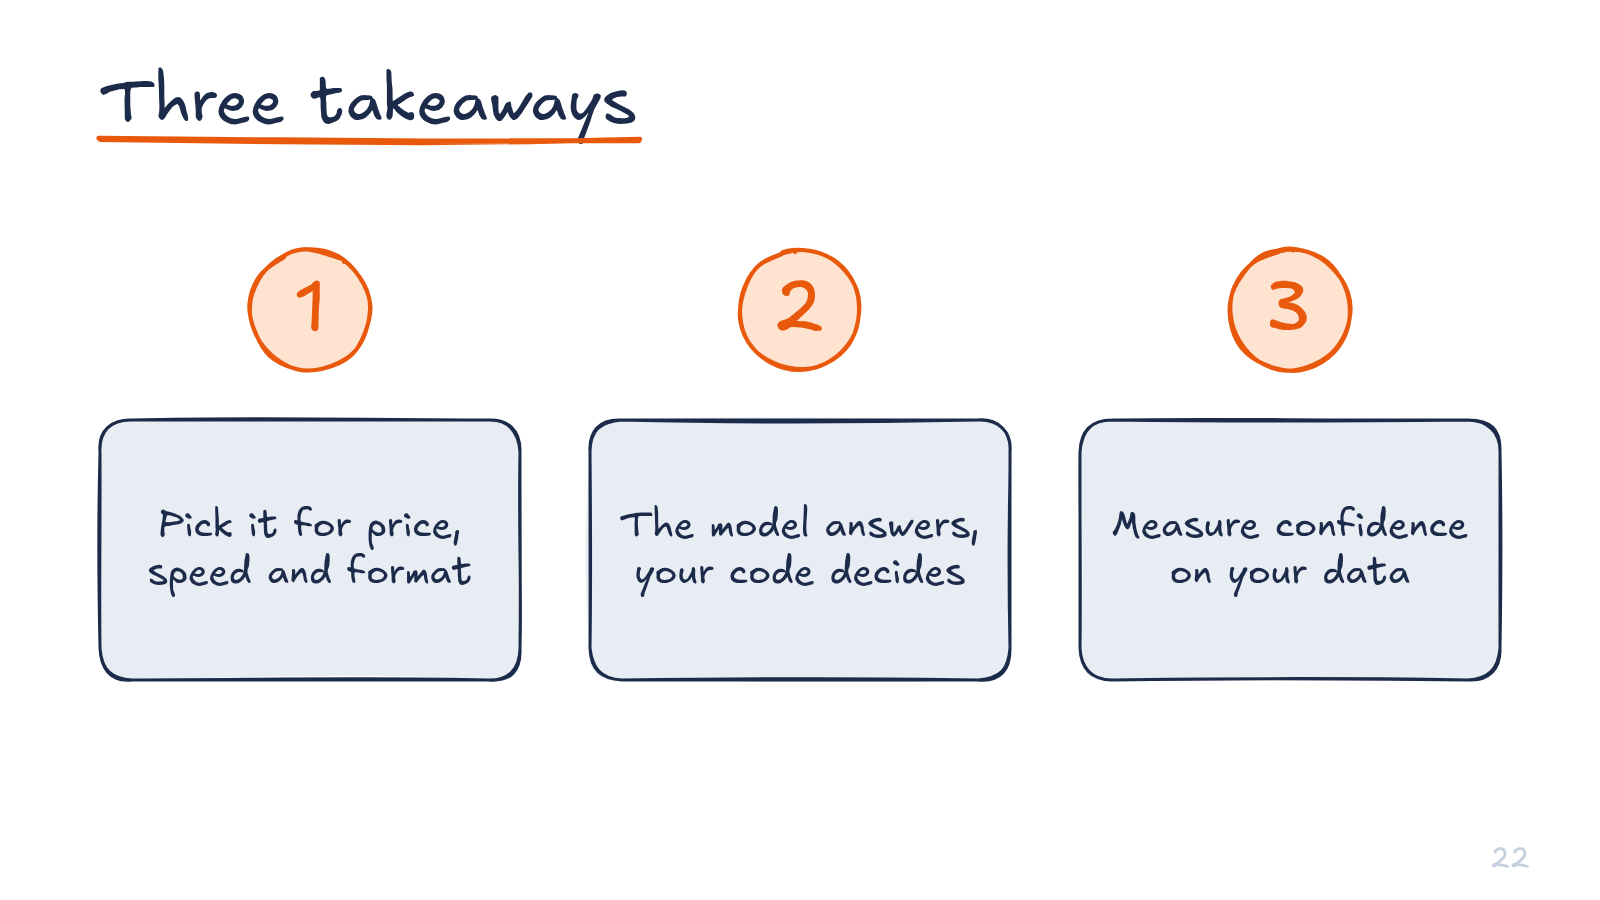 Three takeaways
1
2
3
Pick it for price,
speed and format
The model answers,
your code decides
Measure confidence
on your data
22